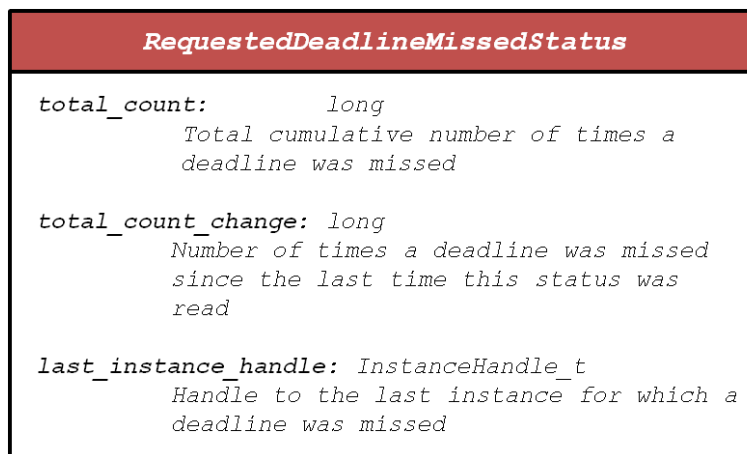 RequestedDeadlineMissedStatus
total_count: long
Total cumulative number of times a
deadline was missed
total_count_change: long
Number of times a deadline was missed
since the last time this status was
read
last_instance_handle: InstanceHandle_t
Handle to the last instance for which a
deadline was missed